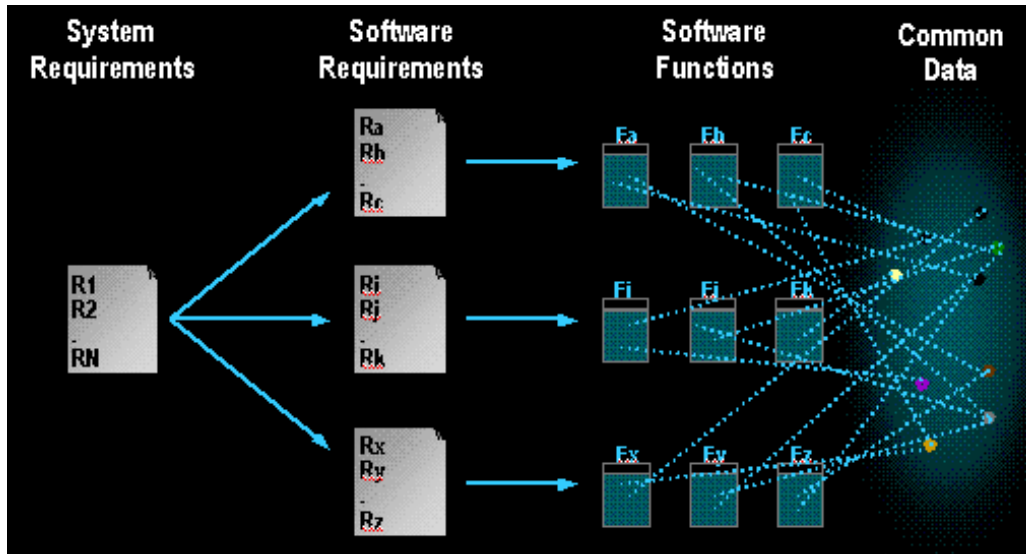 System
Requirements
Software
Requirements
Software
Functions
Common
Data
R1
R2
.
RN
Ra
Rb
.
Rc
Ri
Rj
.
Rk
Rx
Ry
.
Rz
Fa Fb Fc
Fi Fj Fk
Fx Fy Fz